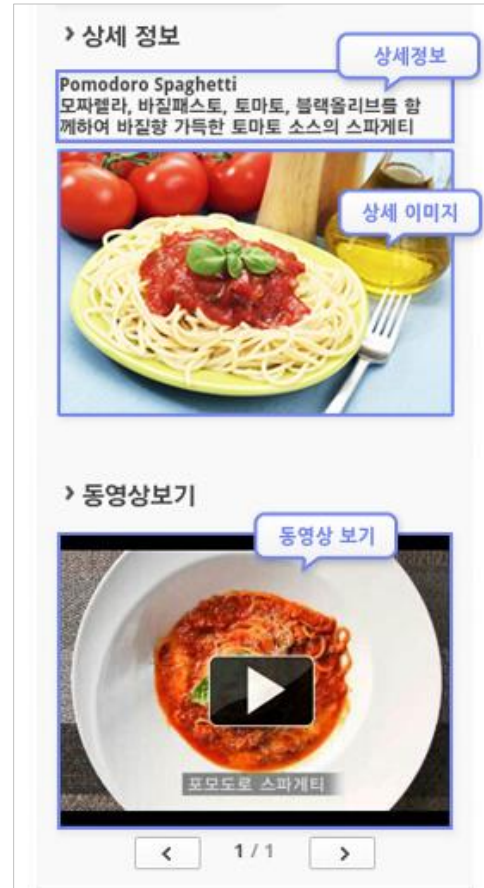 › 상세 정보
상세정보
Pomodoro Spaghetti
모짜렐라, 바질패스토, 토마토, 블랙올리브를 함
께하여 바질향 가득한 토마토 소스의 스파게티
상세 이미지
› 동영상보기
동영상 보기
포모도로 스파게티
‹ 1 / 1 ›